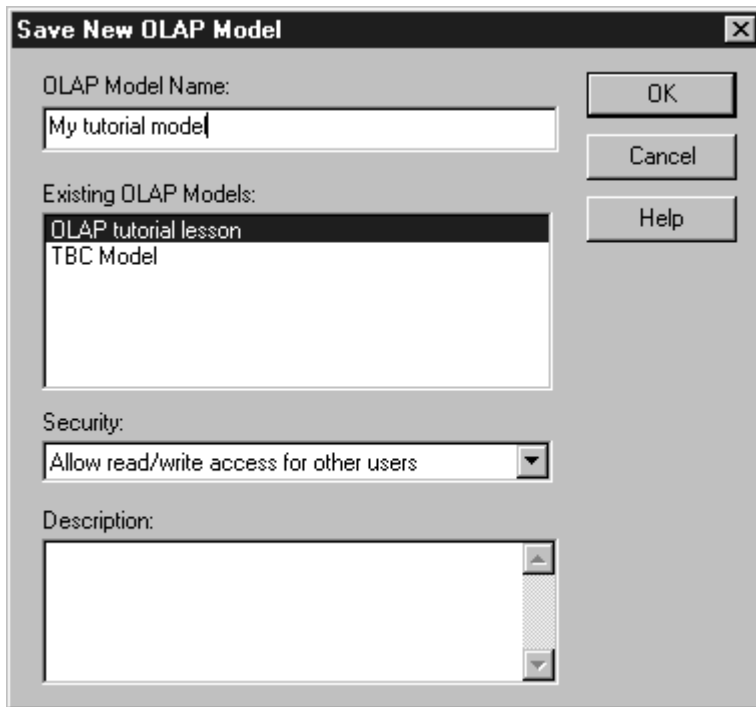 Save New OLAP Model
OLAP Model Name:
My tutorial model
OK
Cancel
Existing OLAP Models:
OLAP tutorial lesson
TBC Model
Help
Security:
Allow read/write access for other users
Description: